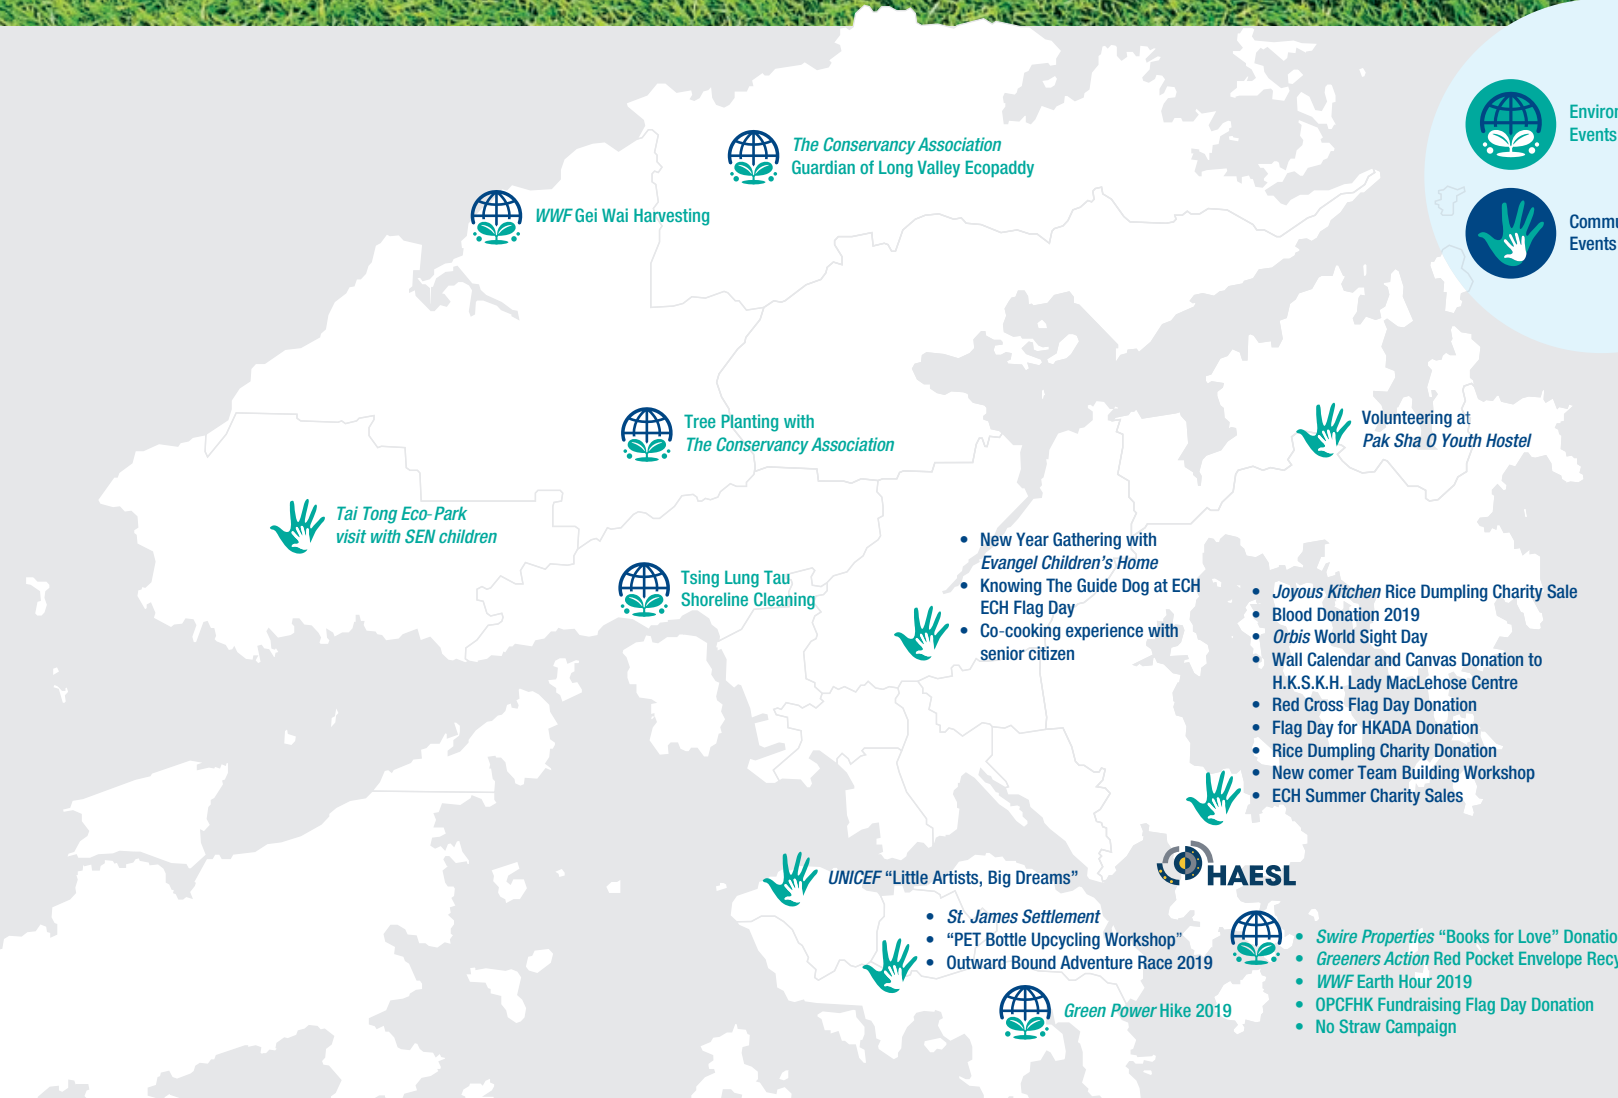 Events
Events
The Conservancy Association
Guardian of Long Valley Ecopaddy
WWF Gei Wai Harvesting
Tree Planting with
The Conservancy Association
Volunteering at
Pak Sha O Youth Hostel
Tai Tong Eco-Park
visit with SEN children
Tsing Lung Tau
Shoreline Cleaning
• New Year Gathering with
Evangel Children's Home
• Knowing The Guide Dog at ECH
ECH Flag Day
• Co-cooking experience with
senior citizen
• Joyous Kitchen Rice Dumpling Charity Sale
• Blood Donation 2019
• Orbis World Sight Day
• Wall Calendar and Canvas Donation to
H.K.S.K.H. Lady MacLehose Centre
• Red Cross Flag Day Donation
• Flag Day for HKADA Donation
• Rice Dumpling Charity Donation
• New comer Team Building Workshop
• ECH Summer Charity Sales
HAESL
UNICEF “Little Artists, Big Dreams”
• St. James Settlement
• “PET Bottle Upcycling Workshop”
• Outward Bound Adventure Race 2019
Green Power Hike 2019
• Swire Properties “Books for Love”
• Greeners Action Red Pocket Envelope
• WWF Earth Hour 2019
• OPCFHK Fundraising Flag Day Donation
• No Straw Campaign